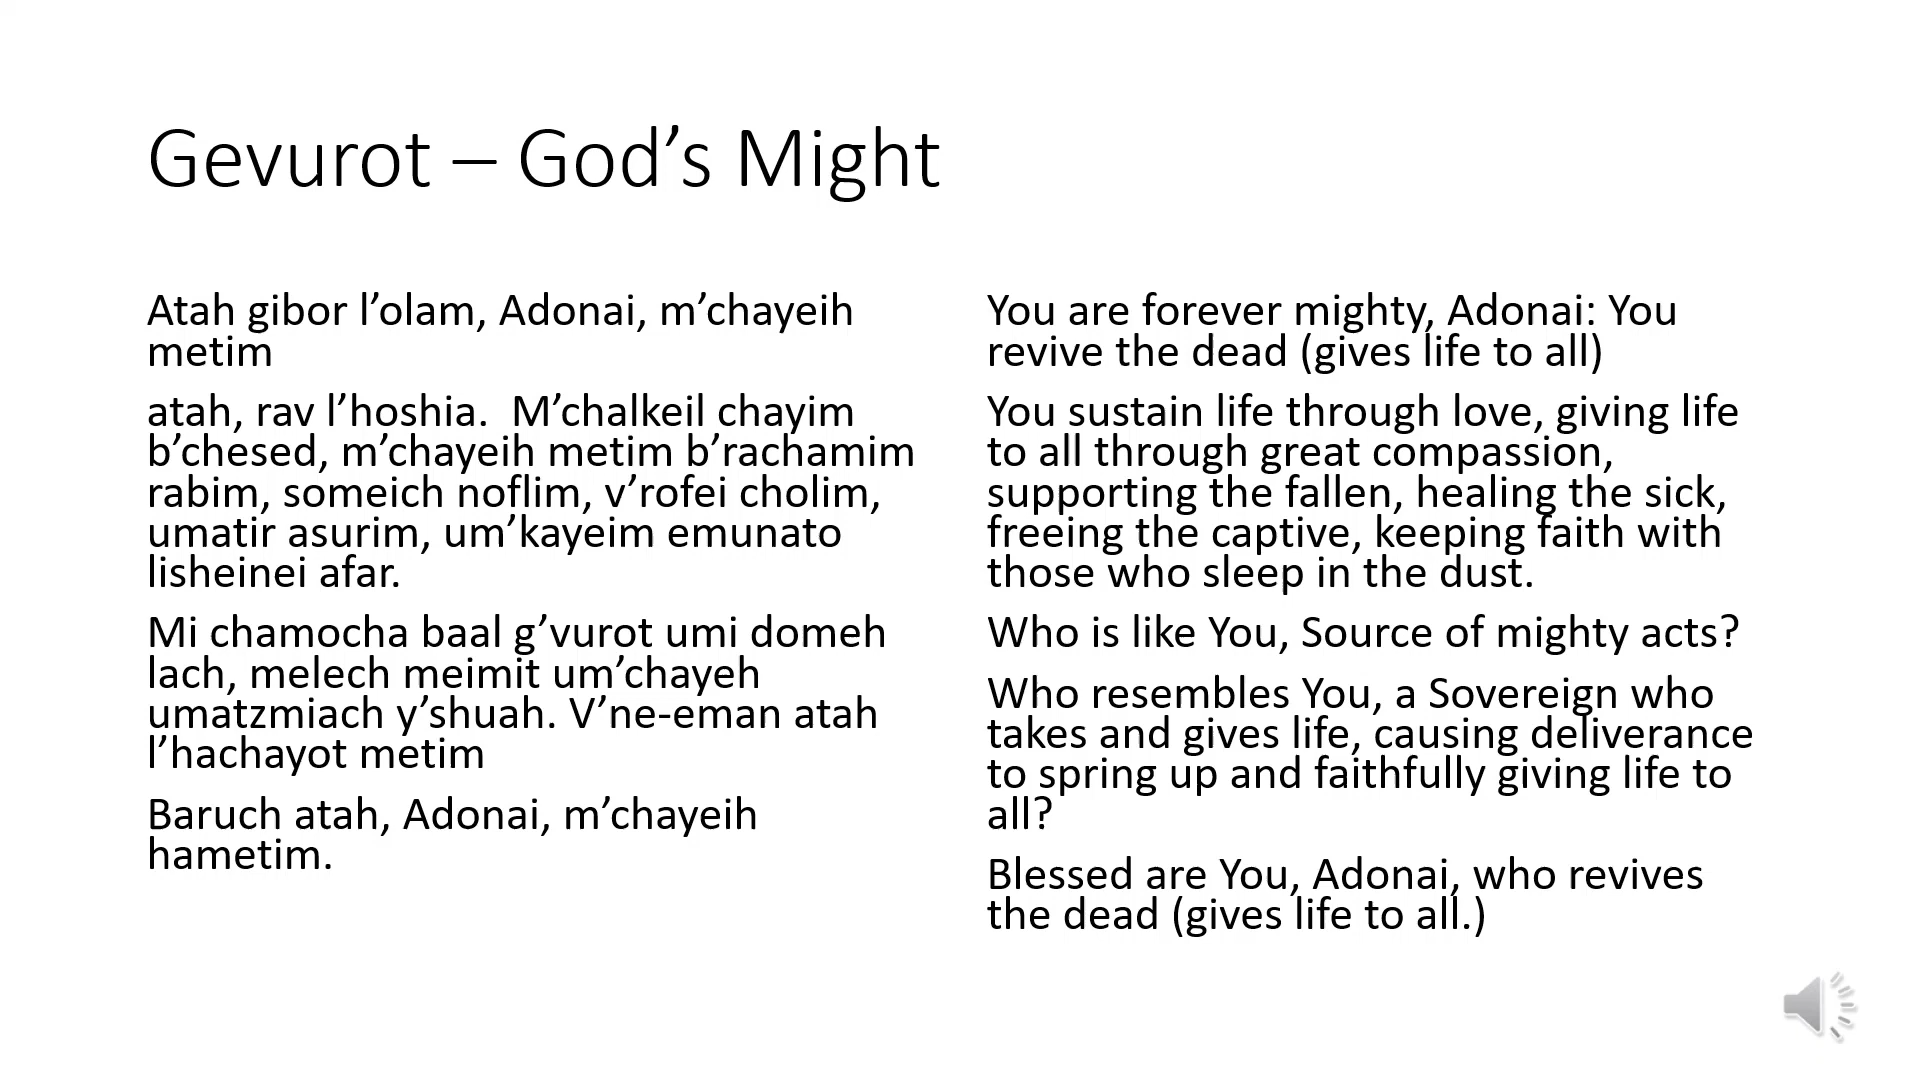 Gevurot – God’s Might
Atah gibor l’olam, Adonai, m’chayeih
metim
atah, rav l’hoshia.  M’chalkeil chayim
b’chesed, m’chayeih metim b’rachamim
rabim, someich noflim, v’rofei cholim,
umatir asurim, um’kayeim emunato
lisheinei afar.
Mi chamocha baal g’vurot umi domeh
lach, melech meimit um’chayeh
umatzmiach y’shuah. V’ne-eman atah
l’hachayot metim
Baruch atah, Adonai, m’chayeih
hametim.
You are forever mighty, Adonai: You
revive the dead (gives life to all)
You sustain life through love, giving life
to all through great compassion,
supporting the fallen, healing the sick,
freeing the captive, keeping faith with
those who sleep in the dust.
Who is like You, Source of mighty acts?
Who resembles You, a Sovereign who
takes and gives life, causing deliverance
to spring up and faithfully giving life to
all?
Blessed are You, Adonai, who revives
the dead (gives life to all.)